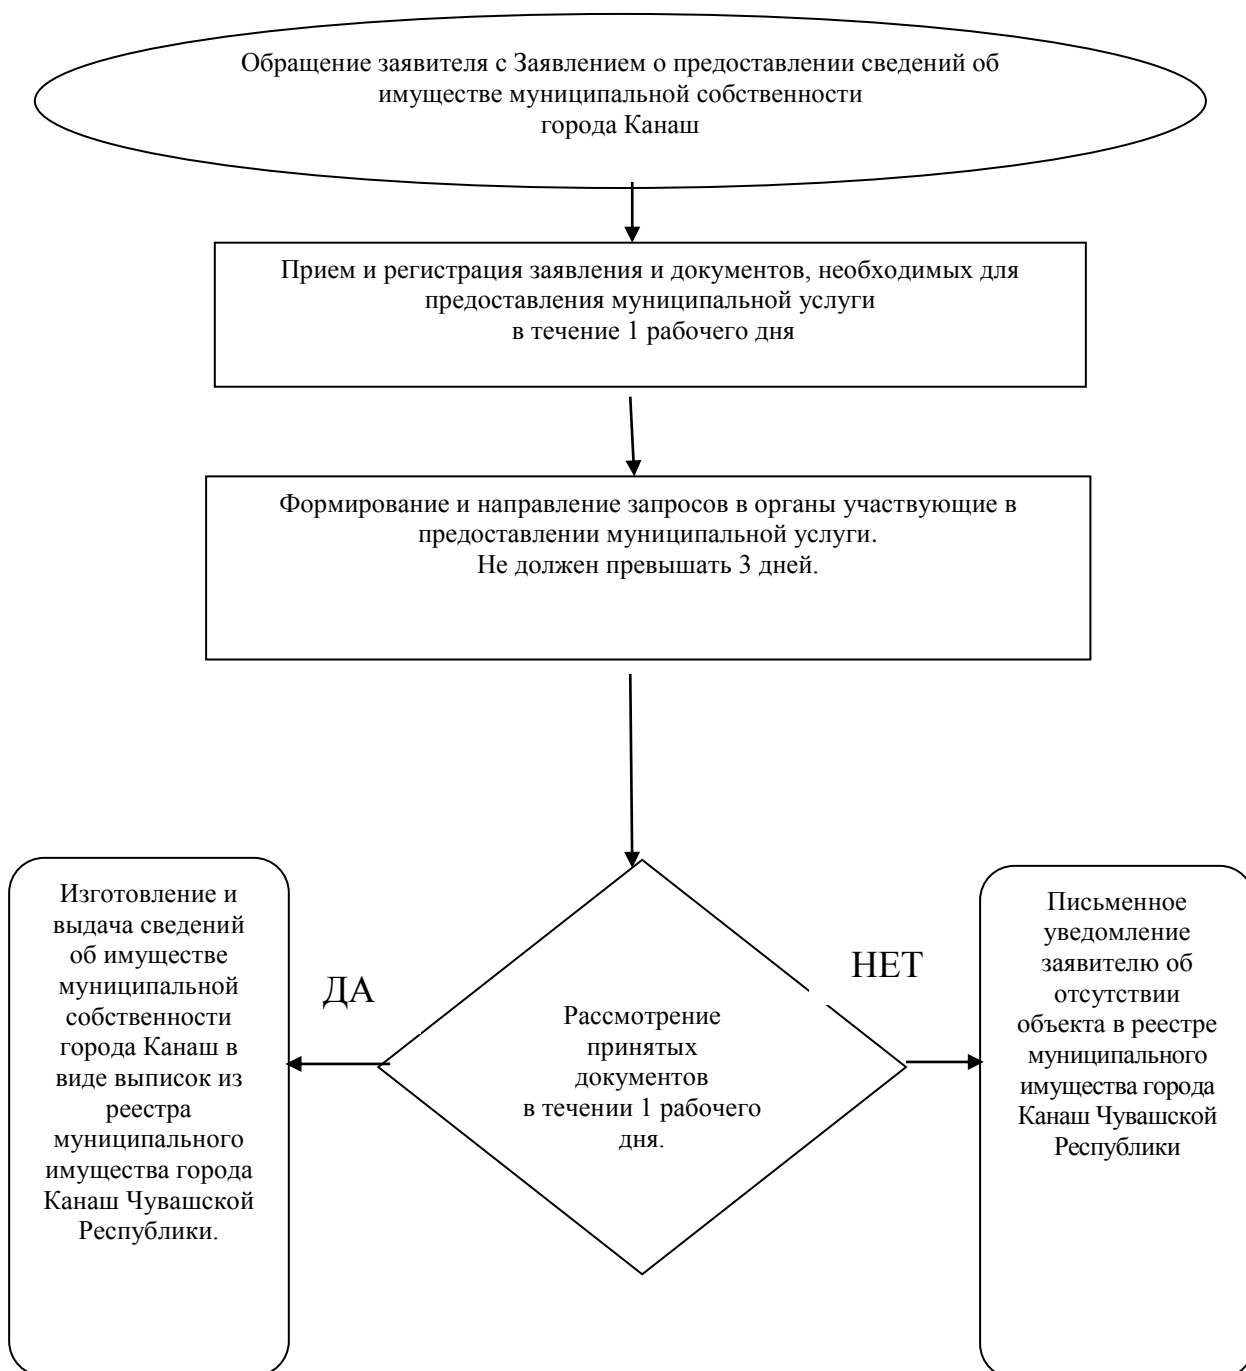 Обращение заявителя с Заявлением о предоставлении сведений об
имуществе муниципальной собственности
города Канаш
Прием и регистрация заявления и документов, необходимых для
предоставления муниципальной услуги
в течение 1 рабочего дня
Формирование и направление запросов в органы участвующие в
предоставлении муниципальной услуги.
Не должен превышать 3 дней.
Изготовление и
выдача сведений
об имуществе
муниципальной
собственности
города Канаш в
виде выписок из
реестра
муниципального
имущества города
Канаш Чувашской
Республики.
ДА
Рассмотрение
принятых
документов
в течении 1 рабочего
дня.
НЕТ
Письменное
уведомление
заявителю об
отсутствии
объекта в реестре
муниципального
имущества города
Канаш Чувашской
Республики